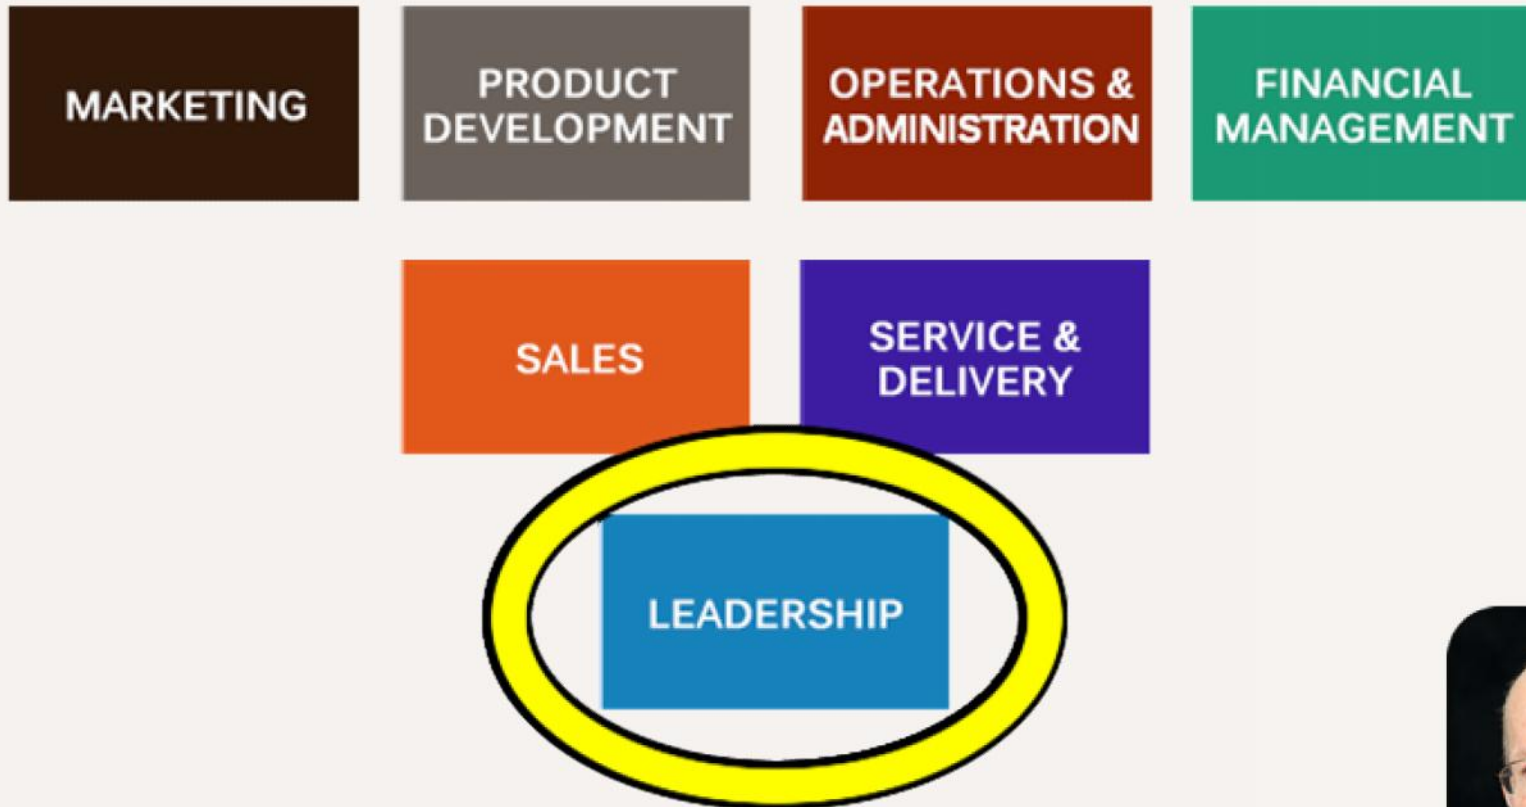 MARKETING
PRODUCT
DEVELOPMENT
OPERATIONS &
ADMINISTRATION
FINANCIAL
MANAGEMENT
SALES
SERVICE &
DELIVERY
LEADERSHIP